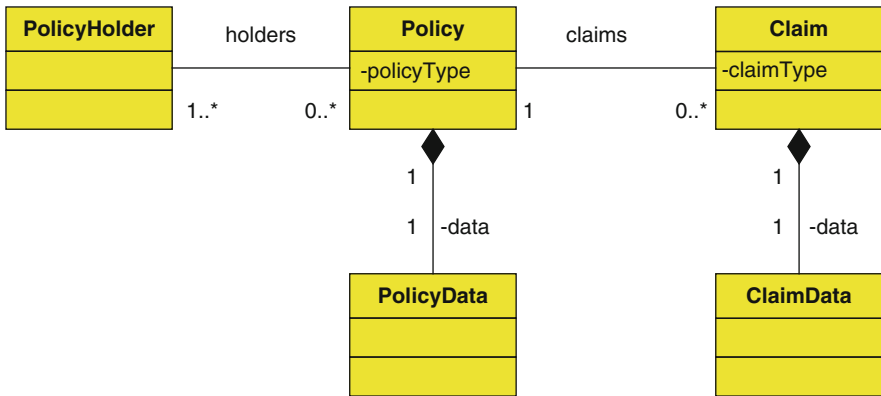 PolicyHolder
holders
Policy
claims
Claim
-policyType
-claimType
1..*
0..*
1
0..*
1
1
1
-data
1
-data
PolicyData
ClaimData